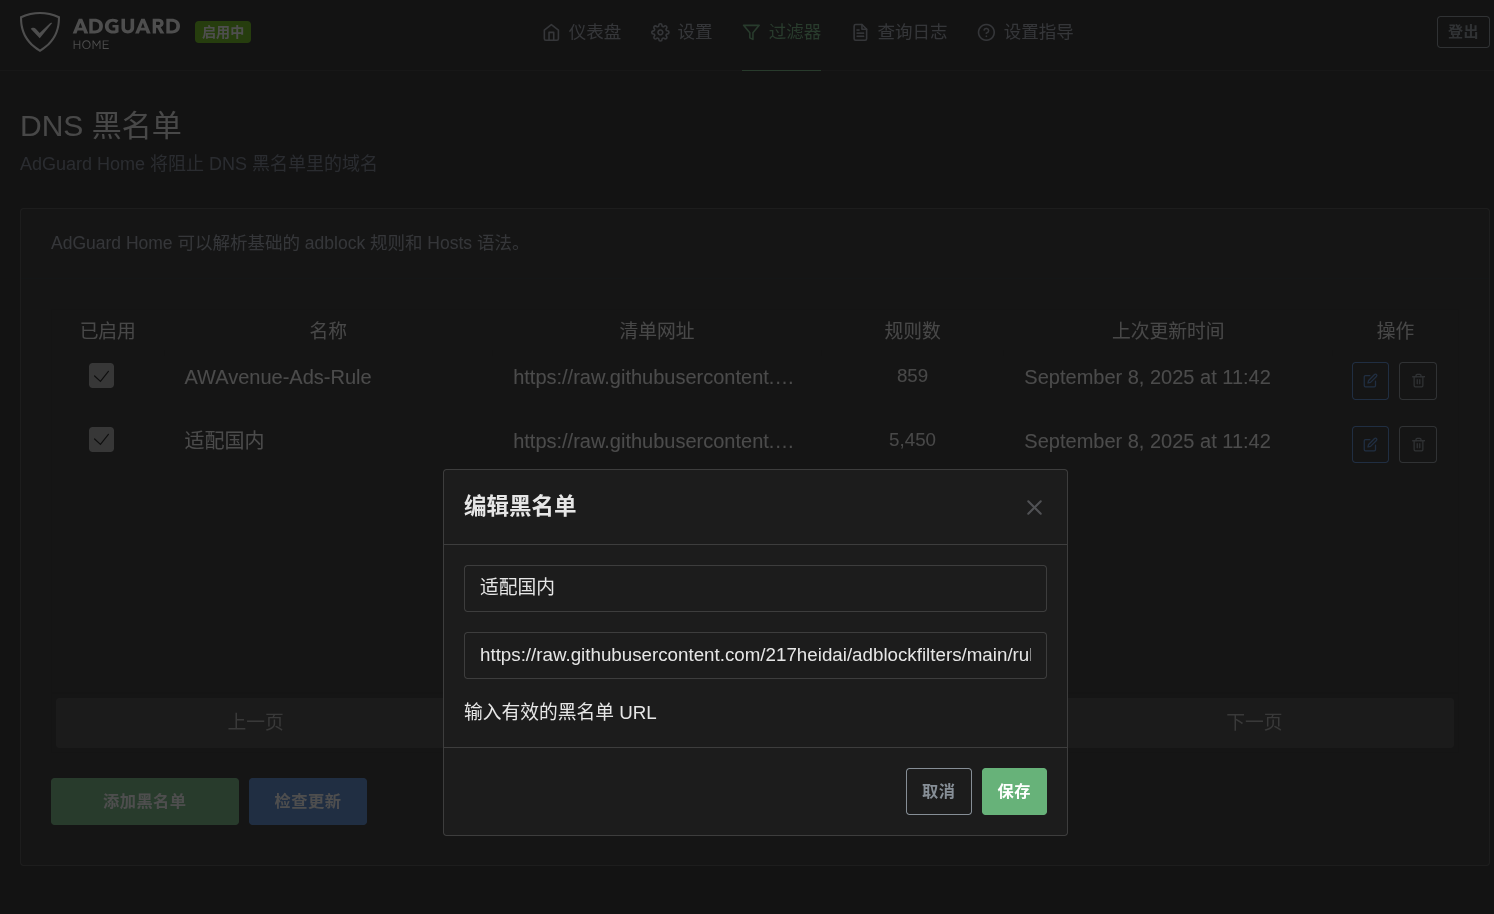 ADGUARD
HOME
启用中
仪表盘
设置
过滤器
查询日志
设置指导
登出
DNS 黑名单
AdGuard Home 将阻止 DNS 黑名单里的域名
AdGuard Home 可以解析基础的 adblock 规则和 Hosts 语法。
已启用 名称 清单网址 规则数 上次更新时间 操作
AWAvenue-Ads-Rule https://raw.githubusercontent.… 859 September 8, 2025 at 11:42
适配国内 https://raw.githubusercontent.… 5,450 September 8, 2025 at 11:42
编辑黑名单
适配国内
https://raw.githubusercontent.com/217heidai/adblockfilters/main/rul
输入有效的黑名单 URL
取消
保存
上一页
下一页
添加黑名单
检查更新